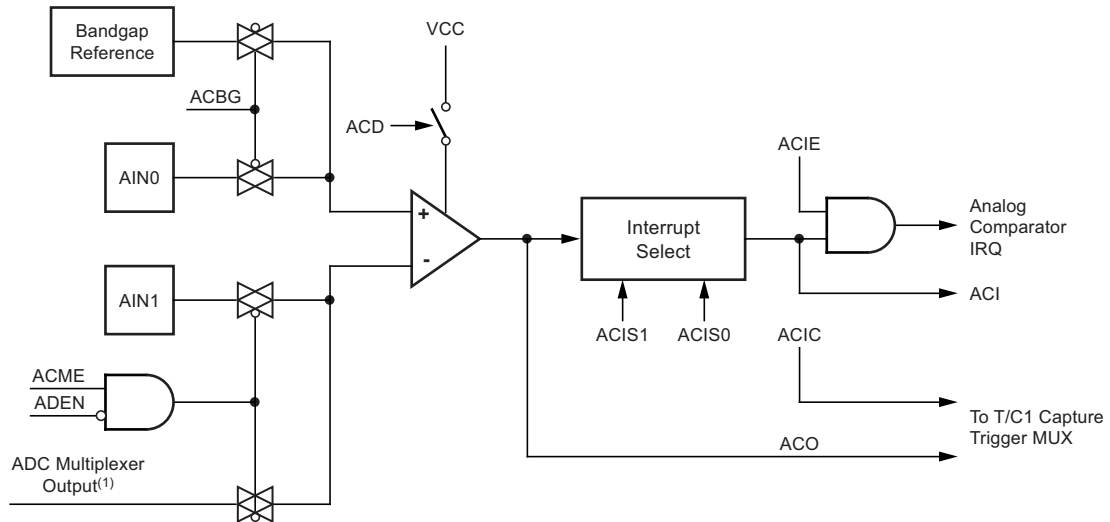 Bandgap
Reference
VCC
ACBG
ACD
ACIE
AIN0
+
Interrupt
Select
Analog
Comparator
IRQ
-
AIN1
ACI
ACIS1
ACIS0
ACIC
ACME
ADEN
To T/C1 Capture
Trigger MUX
ACO
ADC Multiplexer
Output(1)